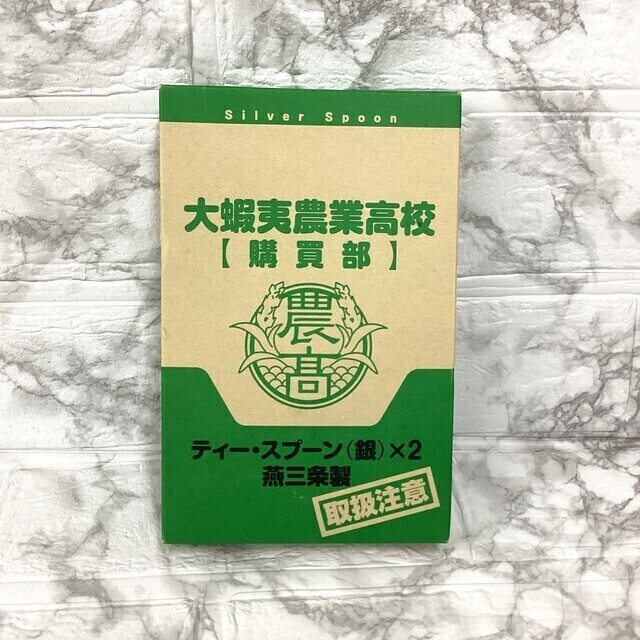 Silver Spoon
大蝦夷農業高校
【購買部】
農
高
ティー・スプーン(銀)×2
燕三条製
取扱注意